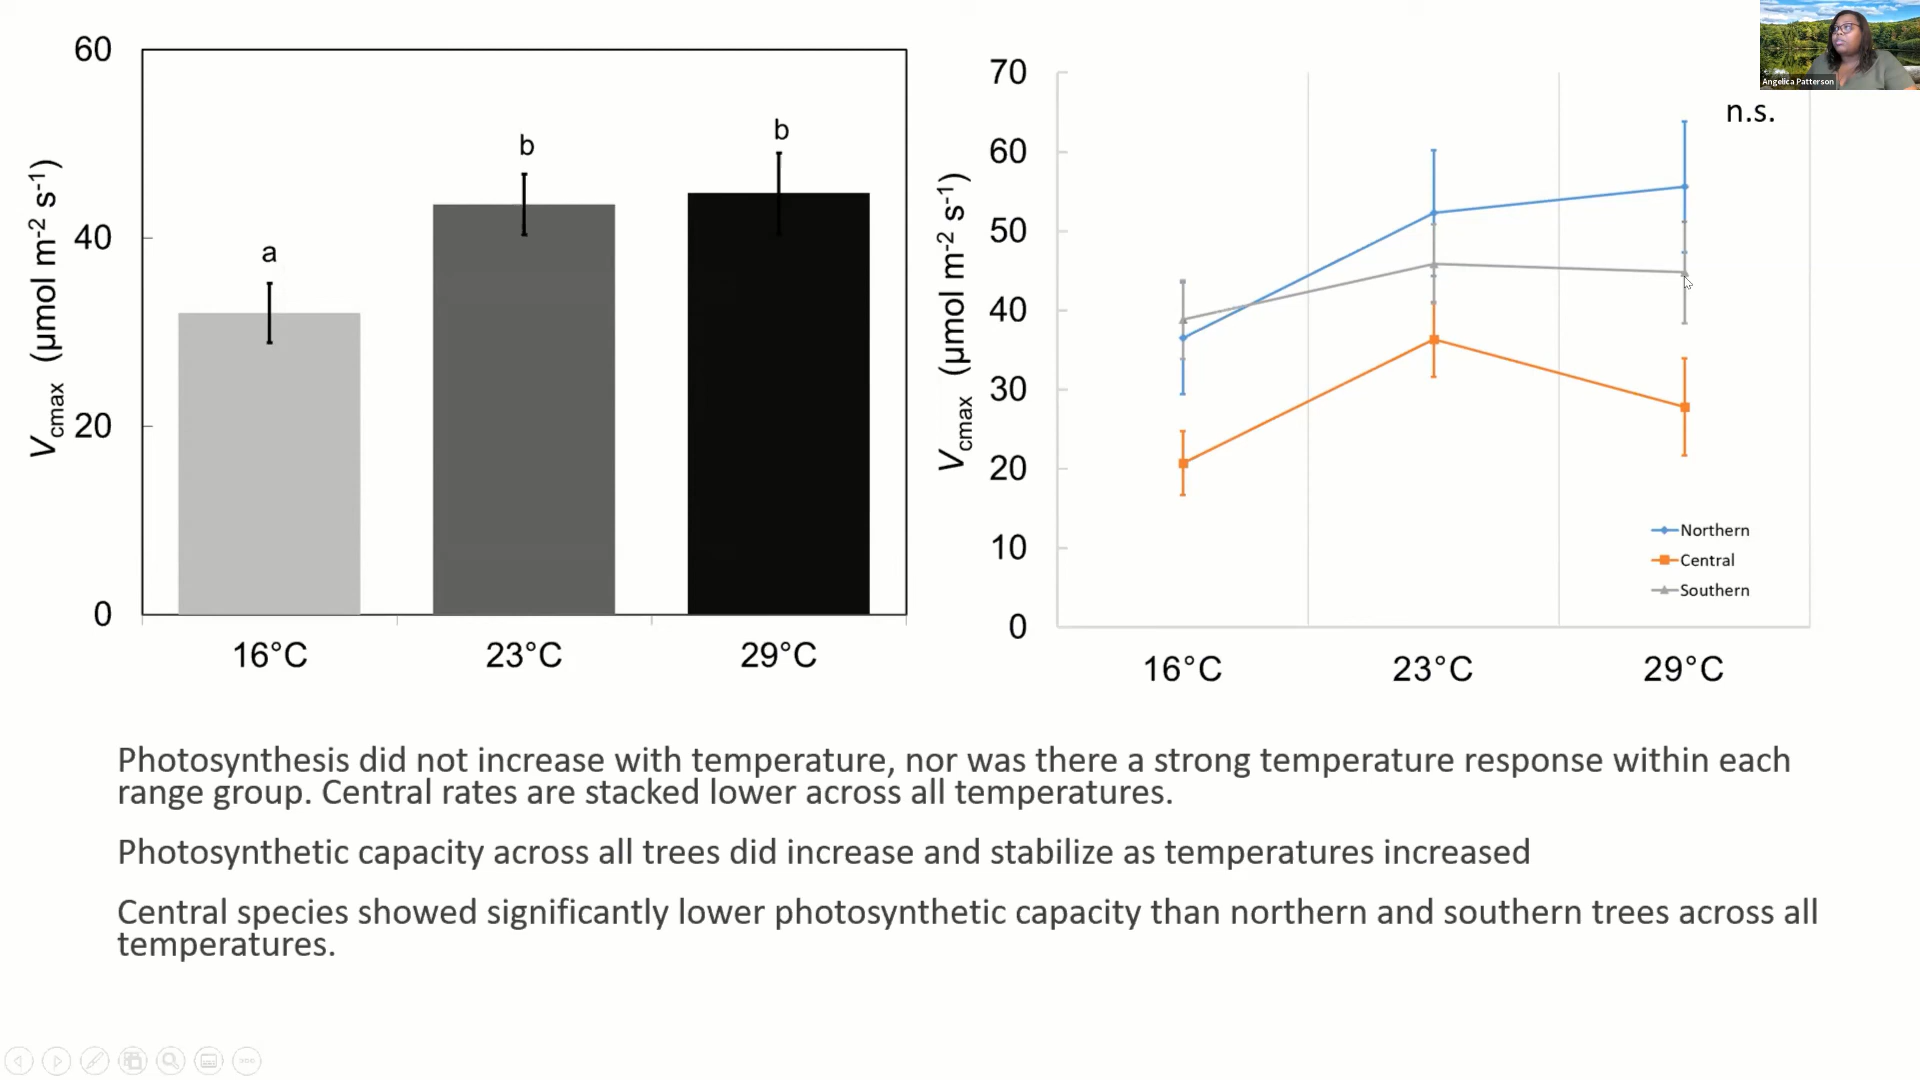 60
40
20
0
Vcmax (μmol m-2 s-1)
a
b
b
16°C
23°C
29°C
70
60
50
40
30
20
10
0
Vcmax (μmol m-2 s-1)
n.s.
Northern
Central
Southern
16°C
23°C
29°C
Angelica Patterson
Photosynthesis did not increase with temperature, nor was there a strong temperature response within each
range group. Central rates are stacked lower across all temperatures.
Photosynthetic capacity across all trees did increase and stabilize as temperatures increased
Central species showed significantly lower photosynthetic capacity than northern and southern trees across all
temperatures.